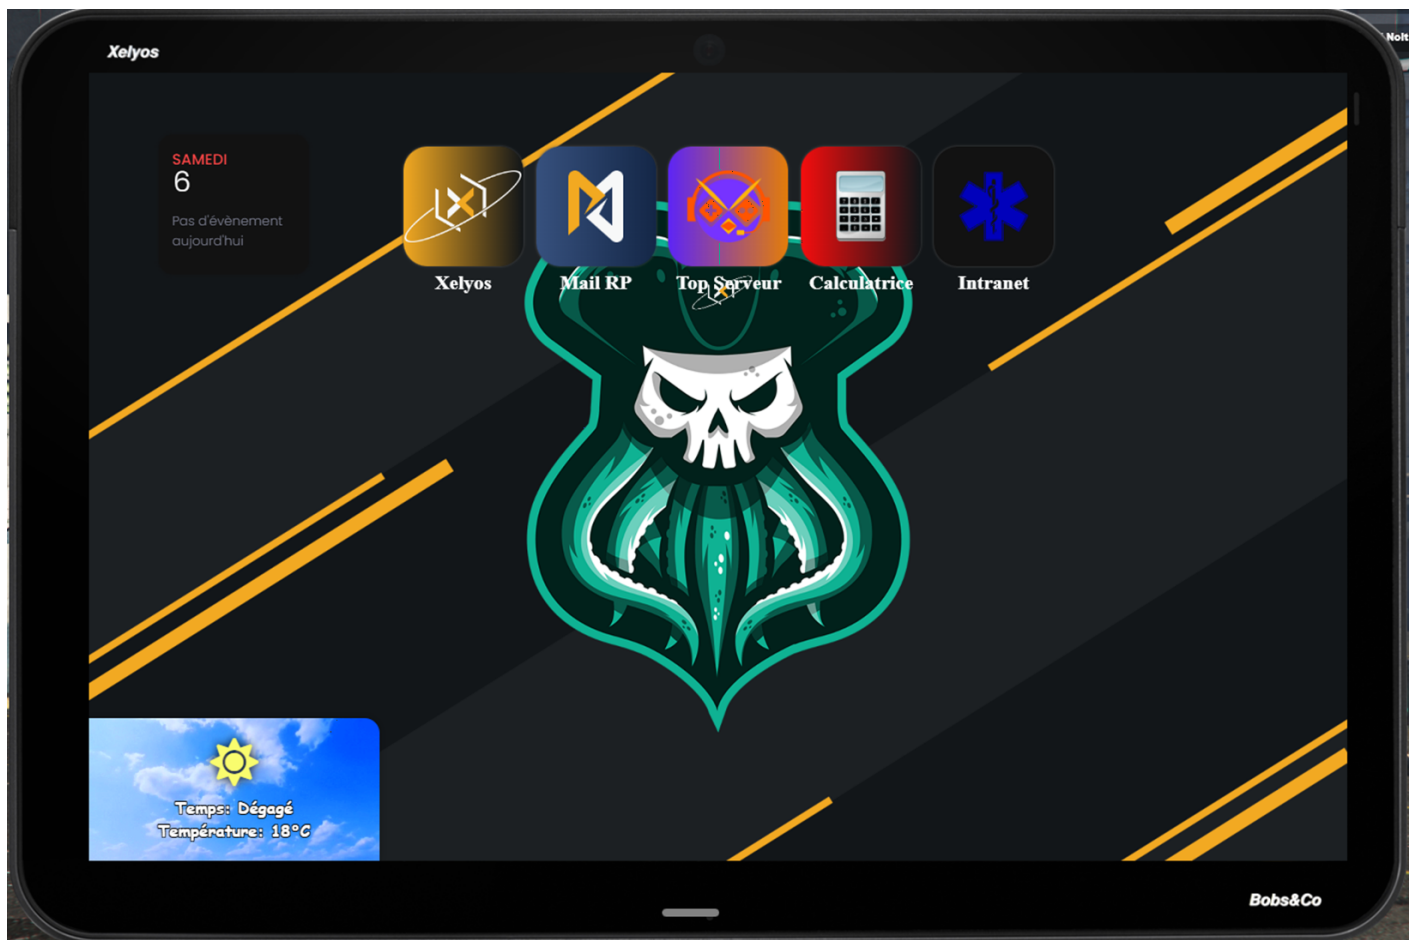 Nolt
Xelyos
SAMEDI
6
Pas d'évènement
aujourd'hui
Xelyos
Mail RP
Top Serveur
Calculatrice
Intranet
Temps: Dégagé
Température: 18°C
Bobs&Co